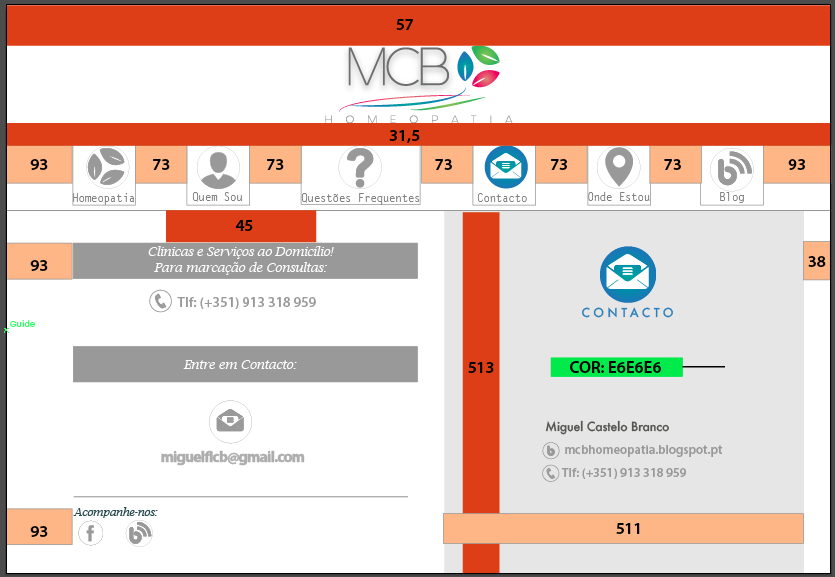 57
MCB
HOMEOPATIA
31,5
93 73 73 73 73 73 93
Homeopatia Quem Sou Questões Frequentes Contacto Onde Estou Blog
45
93 Clínicas e Serviços ao Domicílio!
Para marcação de Consultas:
38
Tlf: (+351) 913 318 959
CONTACTO
Guide
Entre em Contacto:
513
COR: E6E6E6
miguelflcb@gmail.com
Miguel Castelo Branco
mcbhomeopatia.blogspot.pt
Tlf: (+351) 913 318 959
Acompanhe-nos:
93
511